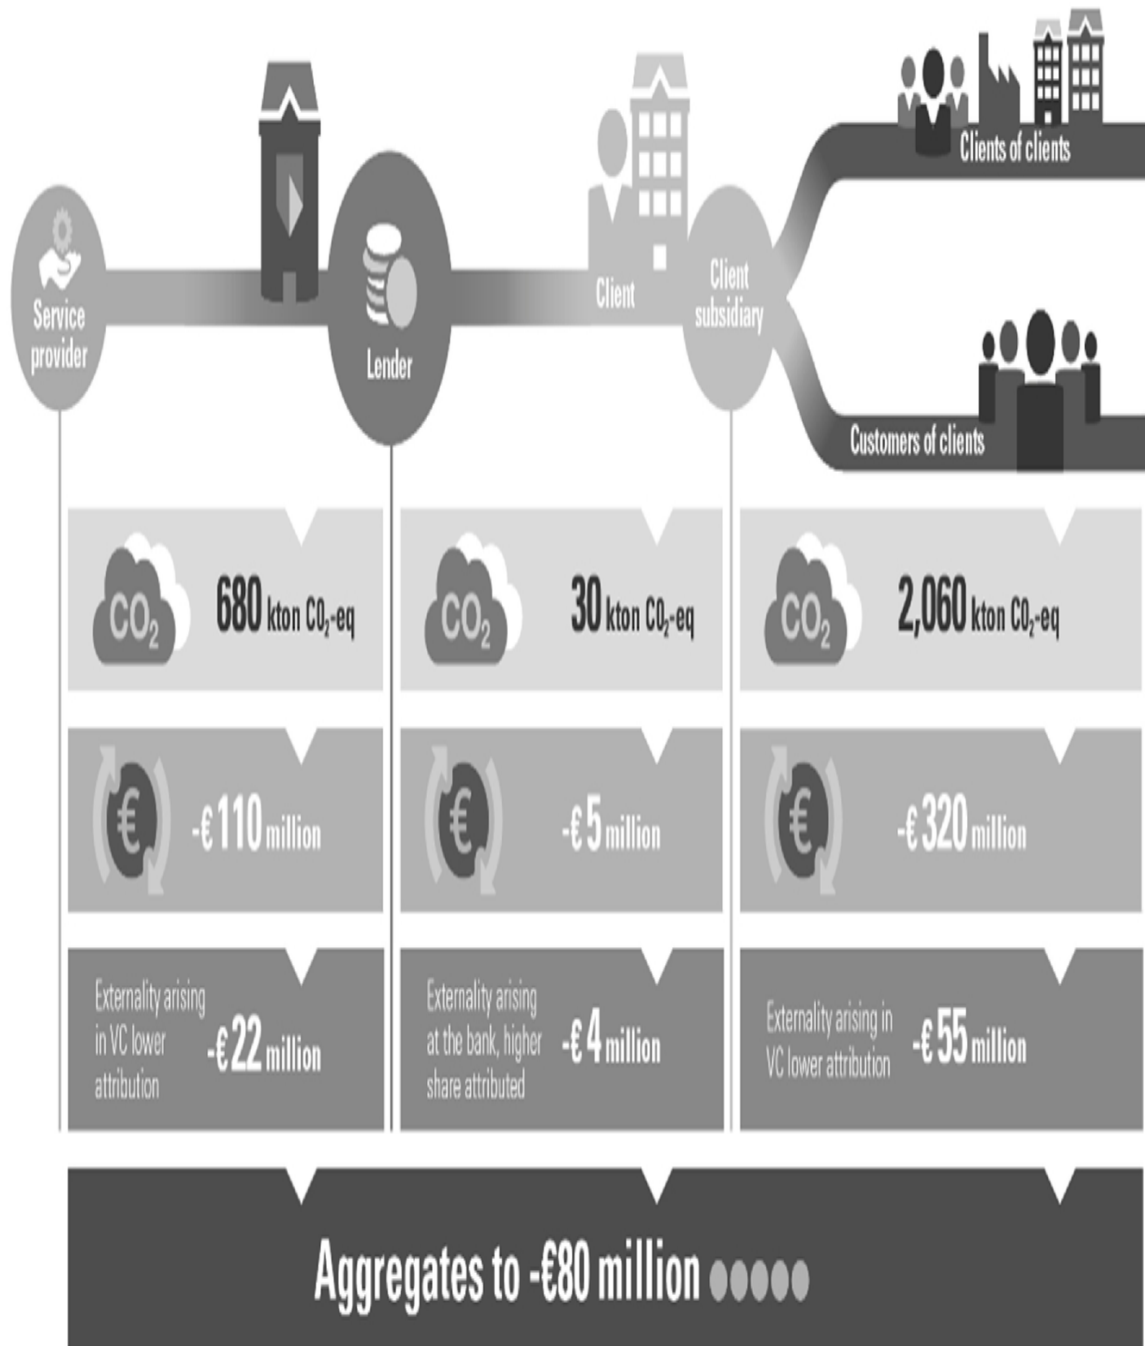 Clients of clients
Service
provider
Lender
Client
Client
subsidiary
Customers of clients
CO₂
680 kton CO₂-eq
CO₂
30 kton CO₂-eq
CO₂
2,060 kton CO₂-eq
€
-€110 million
€
-€5 million
€
-€320 million
Externality arising
in VC lower
attribution
-€22 million
Externality arising
at the bank, higher
share attributed
-€4 million
Externality arising in
VC lower attribution
-€55 million
Aggregates to -€80 million